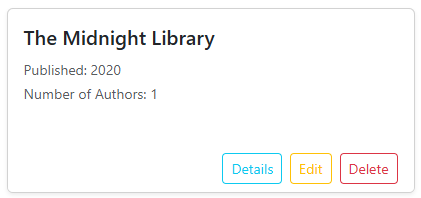 The Midnight Library
Published: 2020
Number of Authors: 1
Details Edit Delete